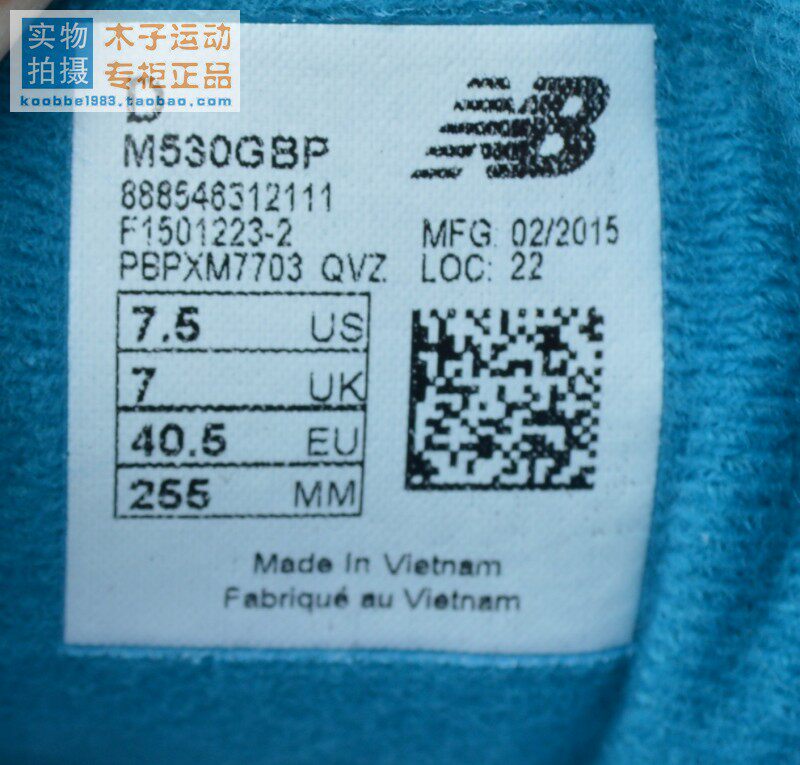 实物
拍摄
木子运动
专柜正品
koobbe1983.taobao.com
D
M530GBP
888546312111
F1501223-2
PBPXM7703 QVZ
NB
MFG: 02/2015
LOC: 22
7.5 US
7 UK
40.5 EU
255 MM
Made In Vietnam
Fabriqué au Vietnam